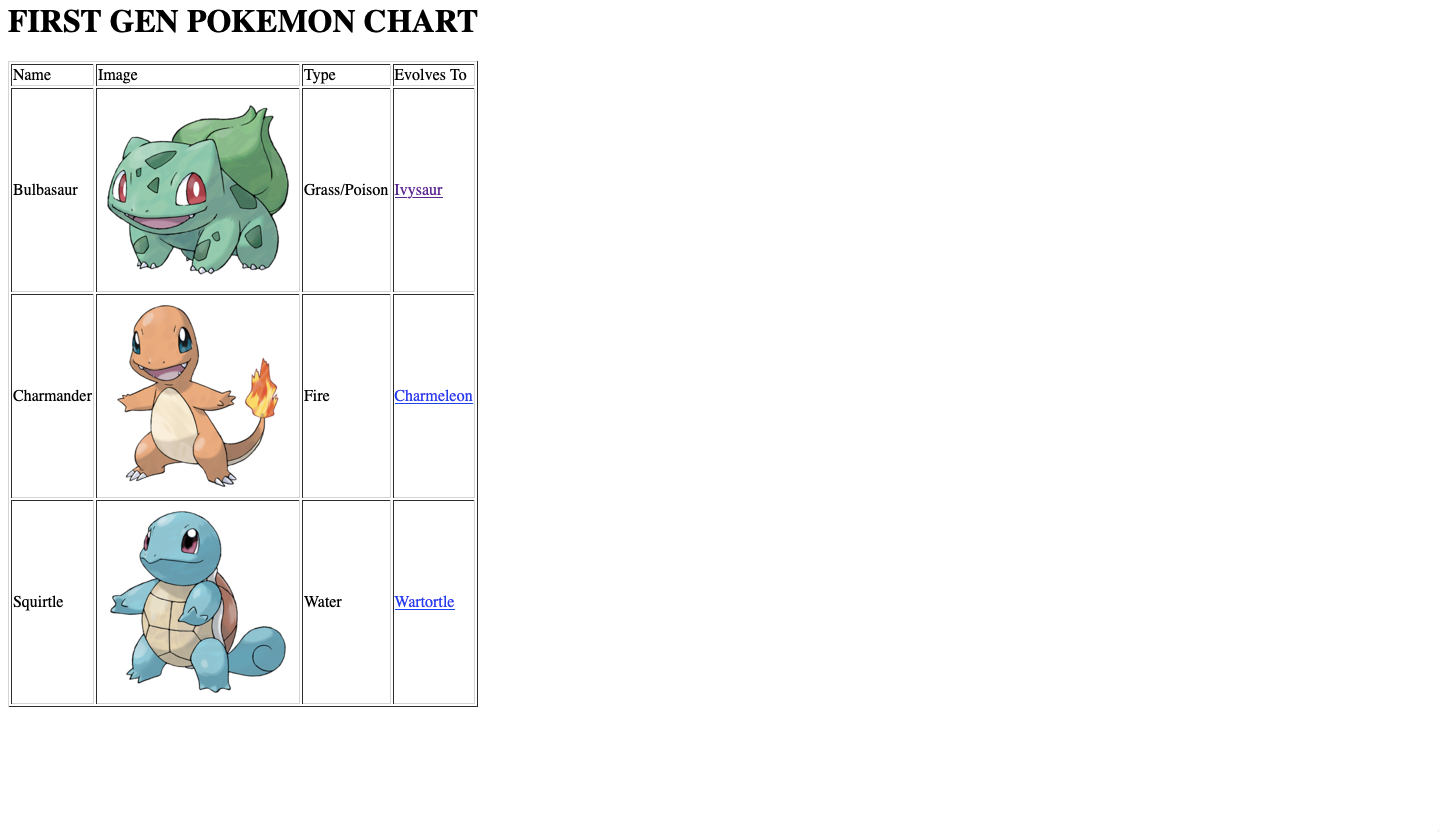 FIRST GEN POKEMON CHART
Name Image Type Evolves To
Bulbasaur Grass/Poison Ivysaur
Charmander Fire Charmeleon
Squirtle Water Wartortle